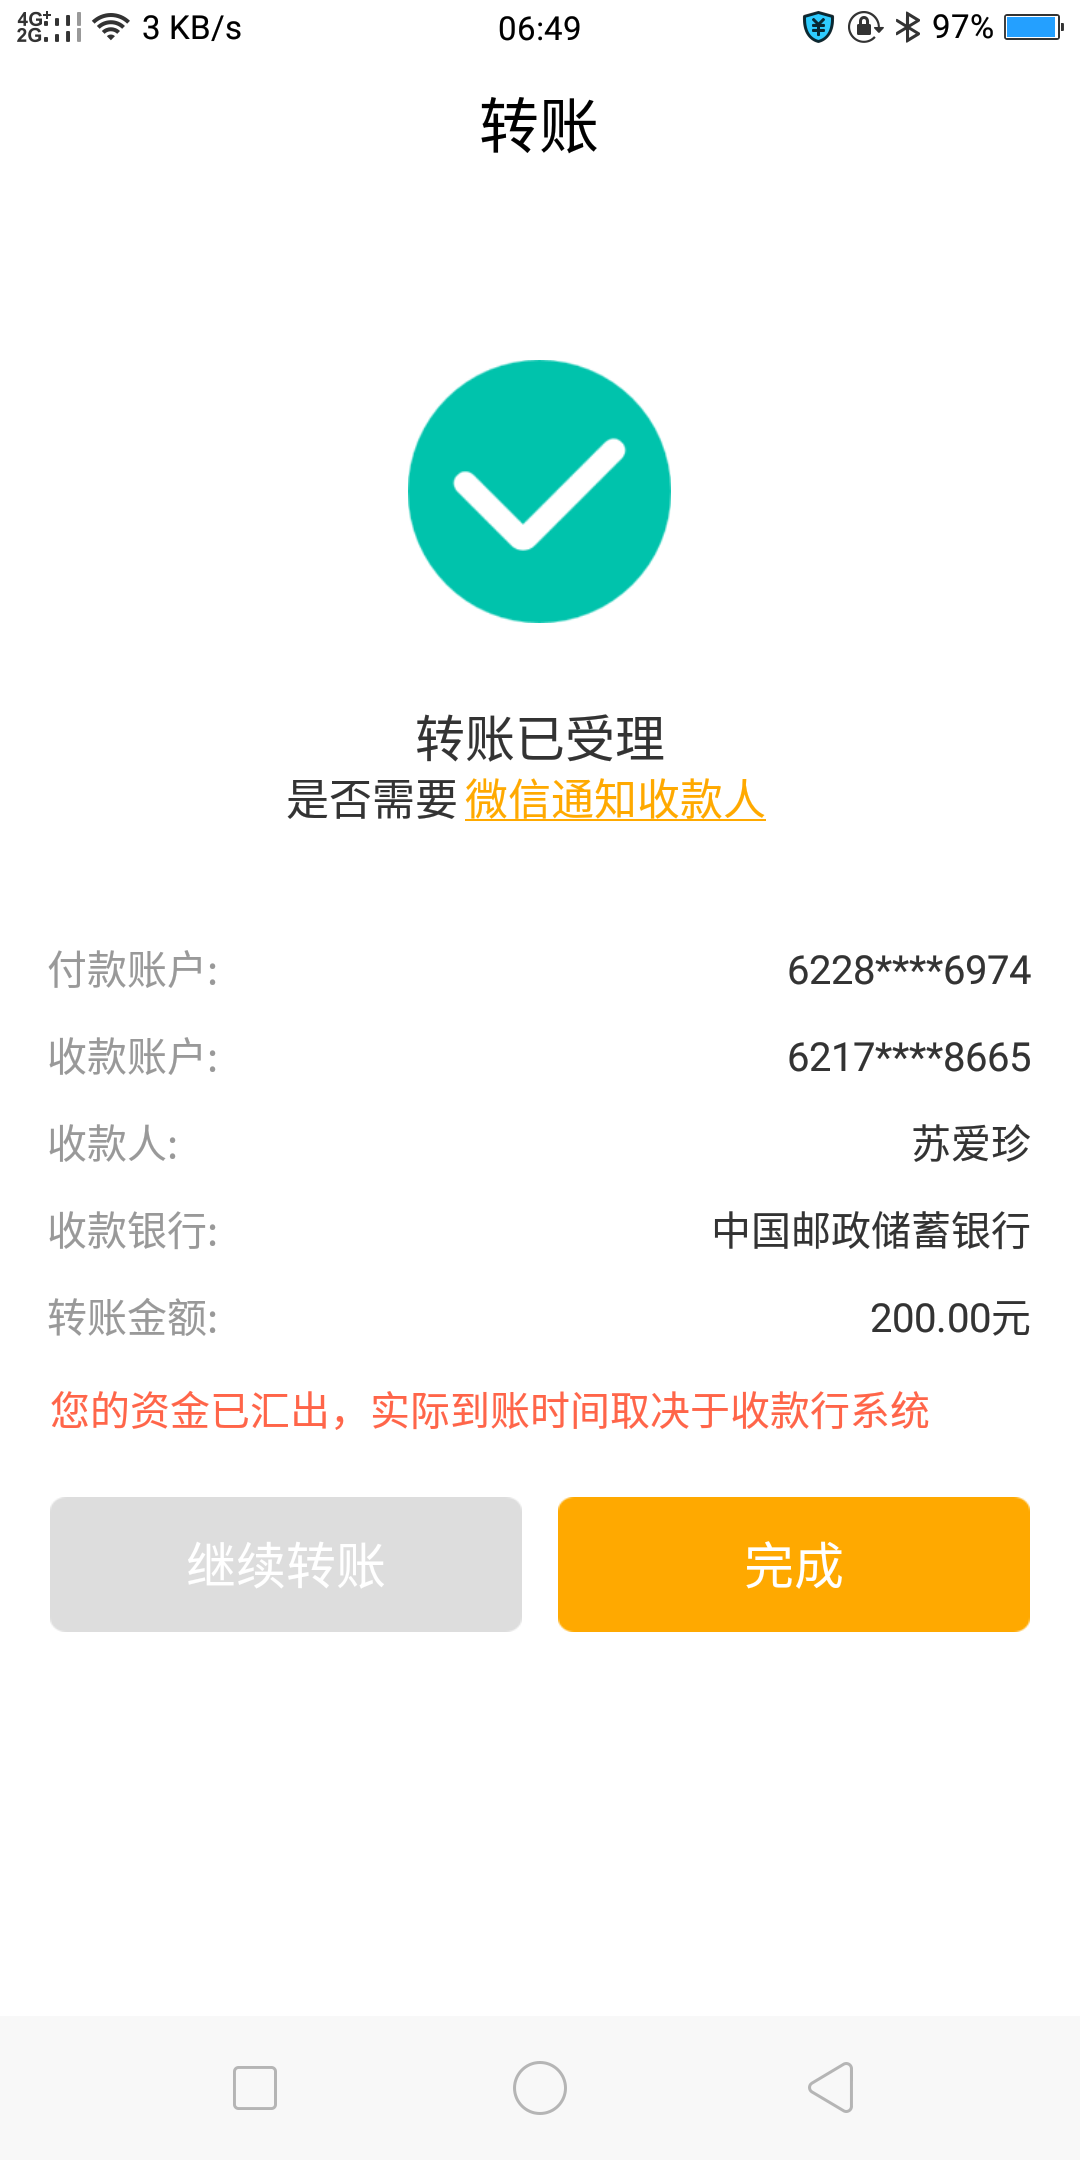 4G+ 3 KB/s 06:49 97%
2G
转账
转账已受理
是否需要 微信通知收款人
付款账户: 6228****6974
收款账户: 6217****8665
收款人: 苏爱珍
收款银行: 中国邮政储蓄银行
转账金额: 200.00元
您的资金已汇出，实际到账时间取决于收款行系统
继续转账 完成